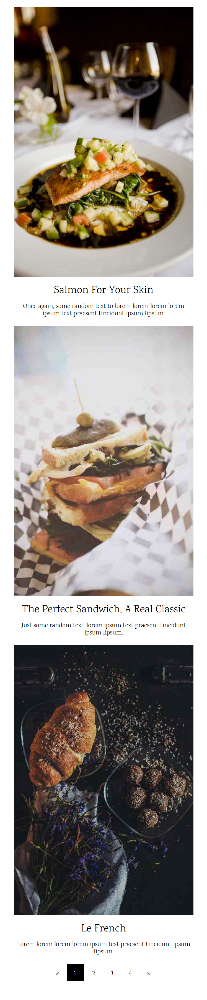 Salmon For Your Skin
Once again, some random text to lorem lorem lorem lorem
ipsum text praesent tincidunt ipsum lipsum.
The Perfect Sandwich, A Real Classic
Just some random text, lorem ipsum text praesent tincidunt
ipsum lipsum.
Le French
Lorem lorem lorem lorem ipsum text praesent tincidunt ipsum
lipsum.
« 1 2 3 4 »